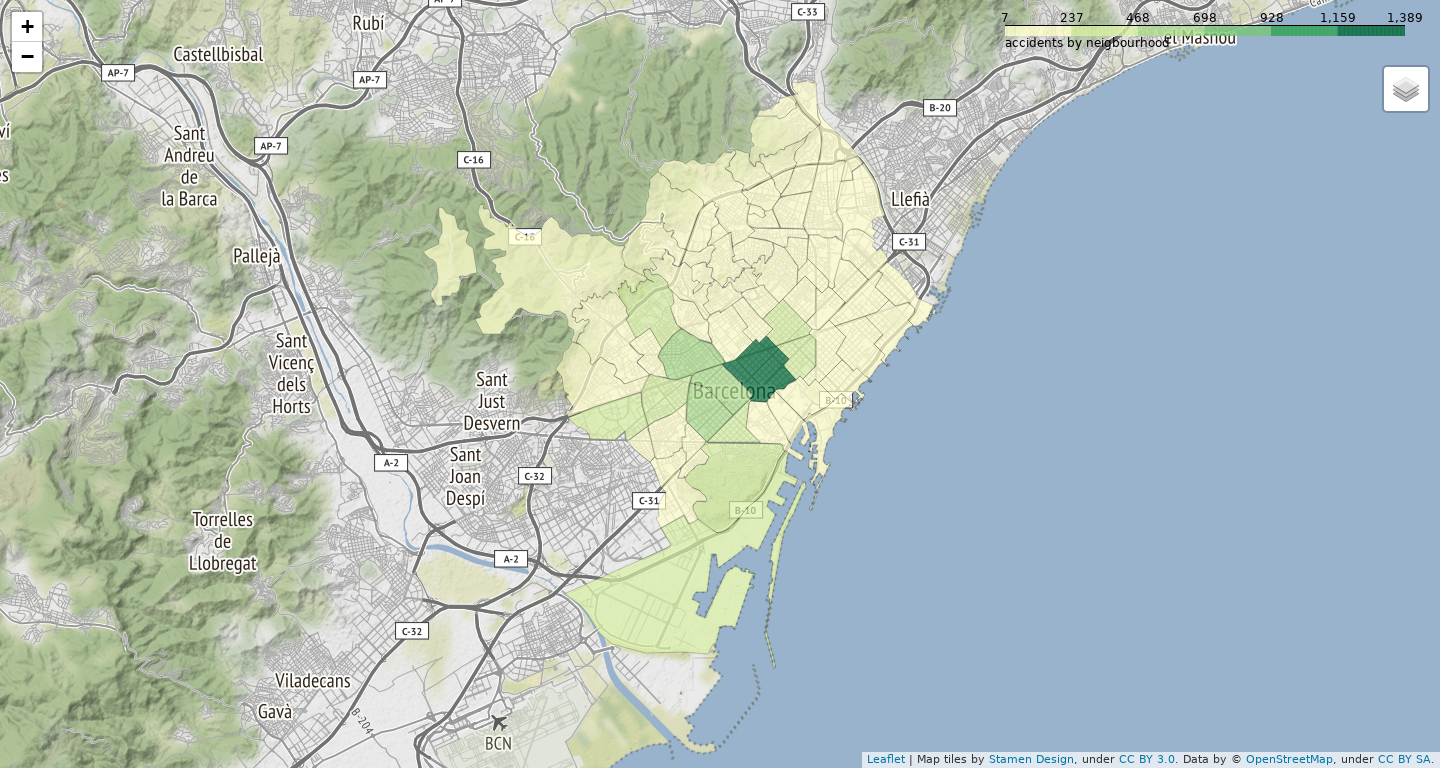 +
−
AP-7
C-33
Rubí
7 237 468 698 928 1,159 1,389
accidents by neigbourhood
El Masnou
Castellbisbal
AP-7
AP-7
B-20
Sant
Andreu
de
la Barca
AP-7
C-16
Llefià
C-16
C-31
Pallejà
Sant
Vicenç
dels
Horts
Sant
Just
Desvern
Barcelona
B-10
A-2
Sant
Joan
Despí
C-32
C-31
B-10
Torrelles
de
Llobregat
A-2
C-32
Viladecans
Gavà
B-204
BCN
Leaflet | Map tiles by Stamen Design, under CC BY 3.0. Data by © OpenStreetMap, under CC BY SA.